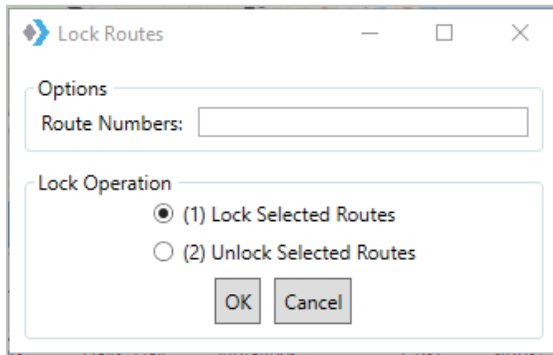 Lock Routes
Options
Route Numbers:
Lock Operation
(1) Lock Selected Routes
(2) Unlock Selected Routes
OK Cancel